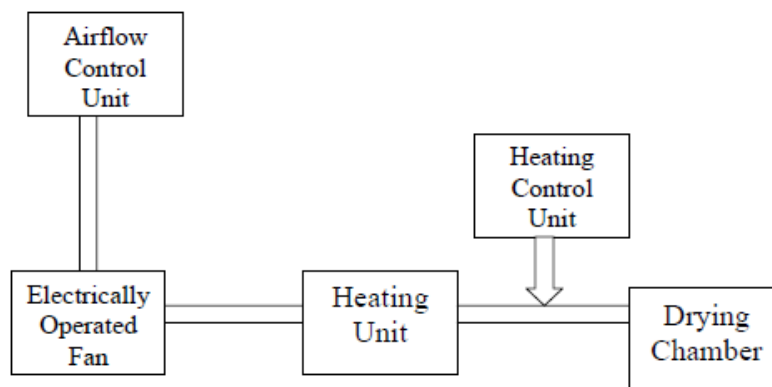 Airflow
Control
Unit
Heating
Control
Unit
Electrically
Operated
Fan
Heating
Unit
Drying
Chamber